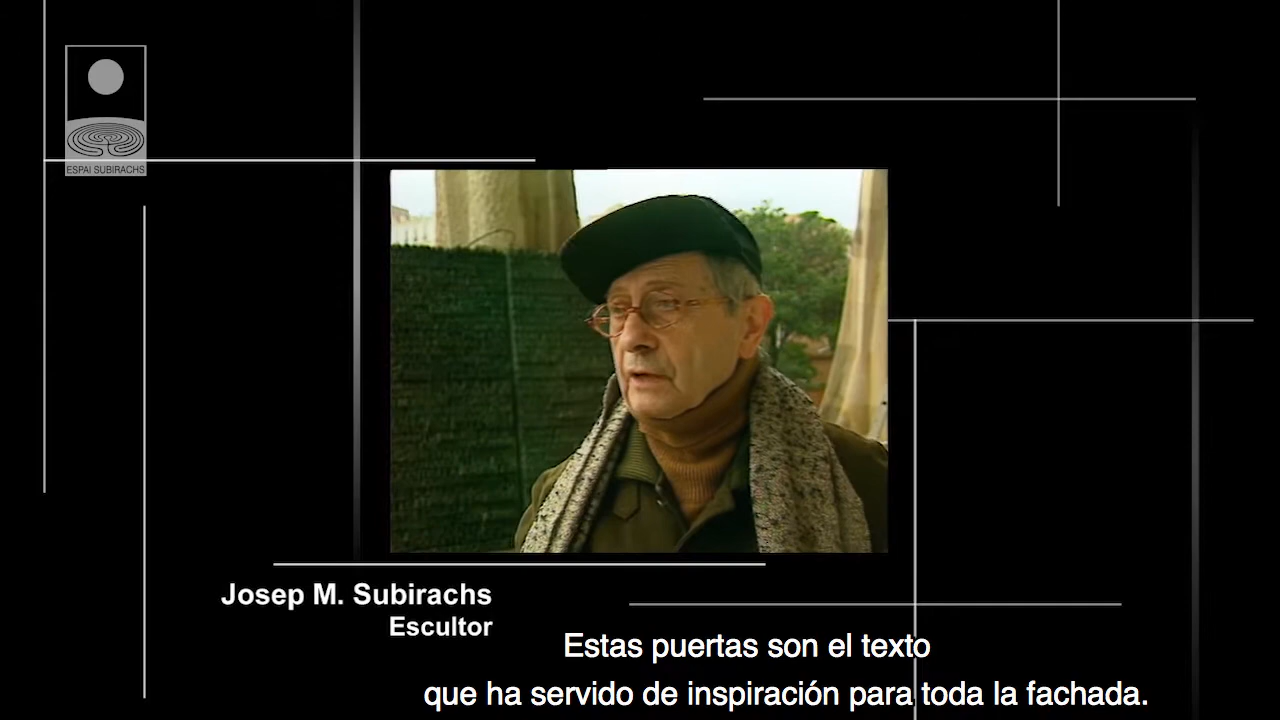 ESPAI SUBIRACHS
Josep M. Subirachs
Escultor
Estas puertas son el texto
que ha servido de inspiración para toda la fachada.